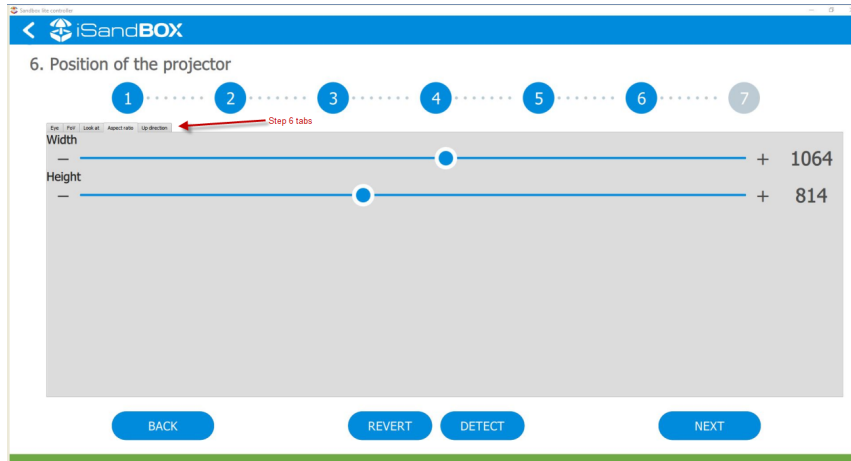 Sandbox lite controller
iSandBOX
6. Position of the projector
1 2 3 4 5 6 7
Eye FoV Look at Aspect ratio Up direction
Step 6 tabs
Width
− + 1064
Height
− + 814
BACK REVERT DETECT NEXT